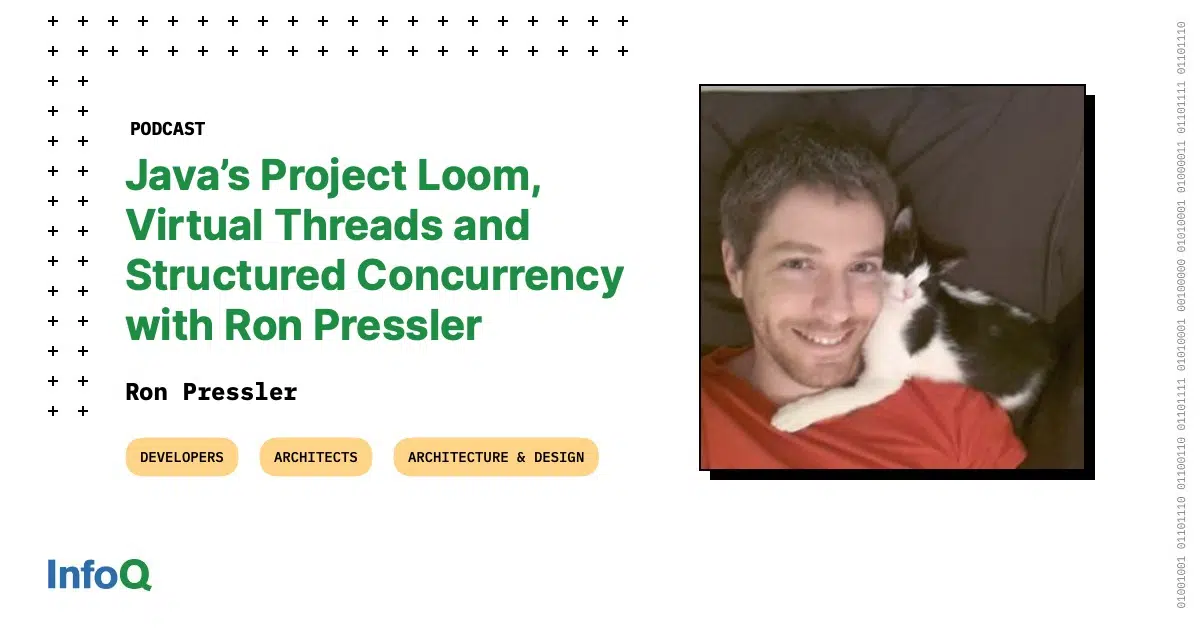 PODCAST
Java’s Project Loom,
Virtual Threads and
Structured Concurrency
with Ron Pressler
Ron Pressler
DEVELOPERS
ARCHITECTS
ARCHITECTURE & DESIGN
InfoQ
01001001 01101110 01100110 01101111 01010001 00100000 01010001 01000011 01101111 01101110